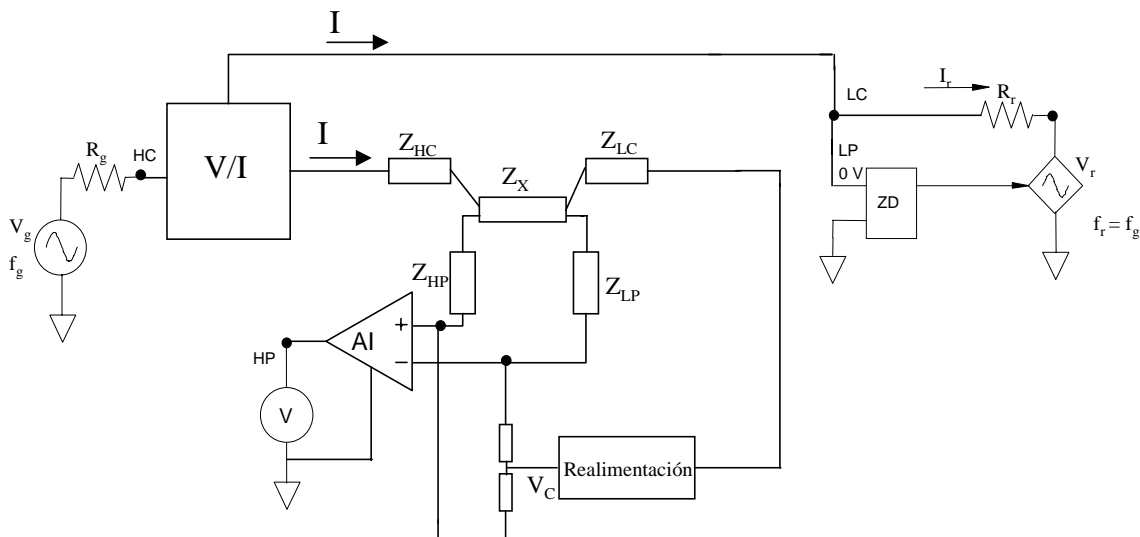 I
I
I_r
R_r
LC
Z_HC
Z_LC
R_g
HC
V/I
Z_X
LP
0 V
ZD
V_r
V_g
f_g
f_r = f_g
Z_HP
Z_LP
+
AI
−
HP
V
V_C
Realimentación